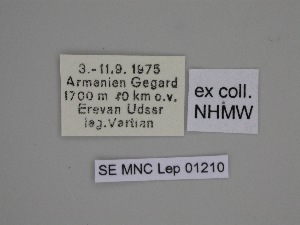 3.-11.9. 1975
Armenien Gegard
1700 m 40 km o.v.
Erevan Udssr
leg. Vartian
ex coll.
NHMW
SE MNC Lep 01210